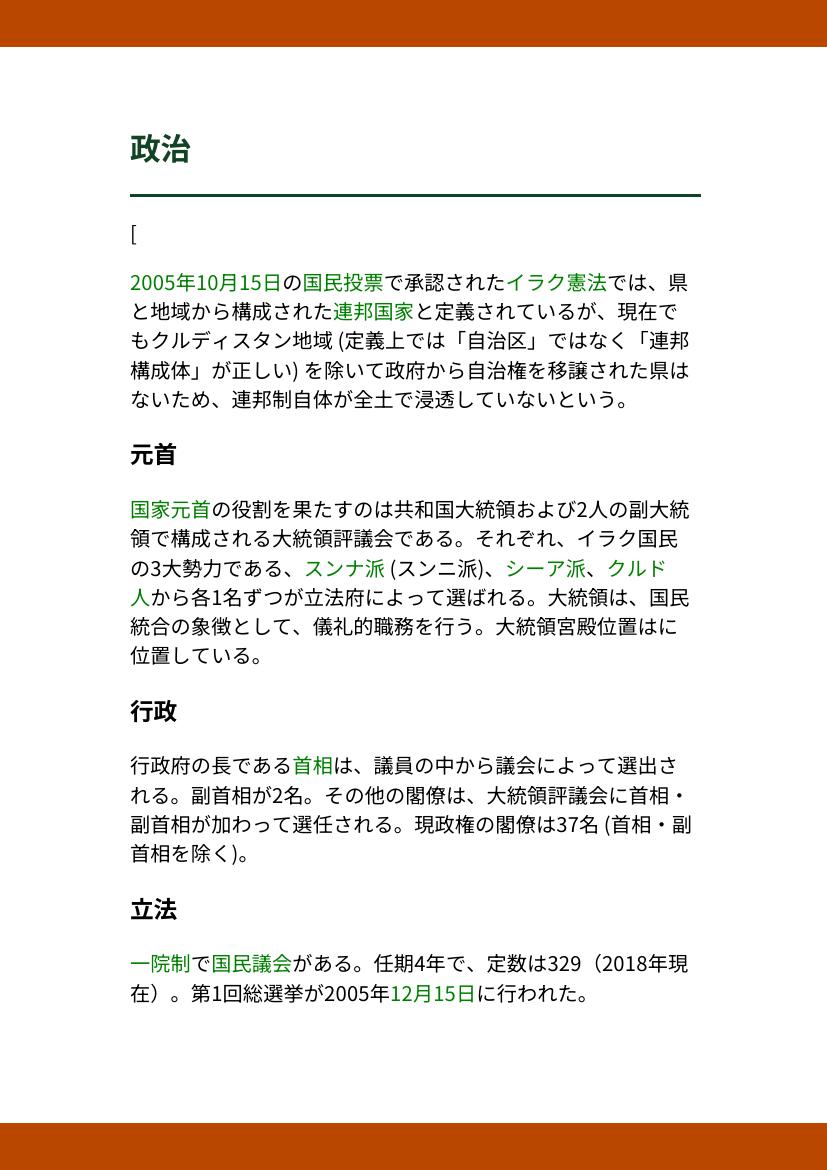 政治
[
2005年10月15日の国民投票で承認されたイラク憲法では、県
と地域から構成された連邦国家と定義されているが、現在で
もクルディスタン地域 (定義上では「自治区」ではなく「連邦
構成体」が正しい) を除いて政府から自治権を移譲された県は
ないため、連邦制自体が全土で浸透していないという。
元首
国家元首の役割を果たすのは共和国大統領および2人の副大統
領で構成される大統領評議会である。それぞれ、イラク国民
の3大勢力である、スンナ派 (スンニ派)、シーア派、クルド
人から各1名ずつが立法府によって選ばれる。大統領は、国民
統合の象徴として、儀礼的職務を行う。大統領宮殿位置はに
位置している。
行政
行政府の長である首相は、議員の中から議会によって選出さ
れる。副首相が2名。その他の閣僚は、大統領評議会に首相・
副首相が加わって選任される。現政権の閣僚は37名 (首相・副
首相を除く)。
立法
一院制で国民議会がある。任期4年で、定数は329（2018年現
在）。第1回総選挙が2005年12月15日に行われた。